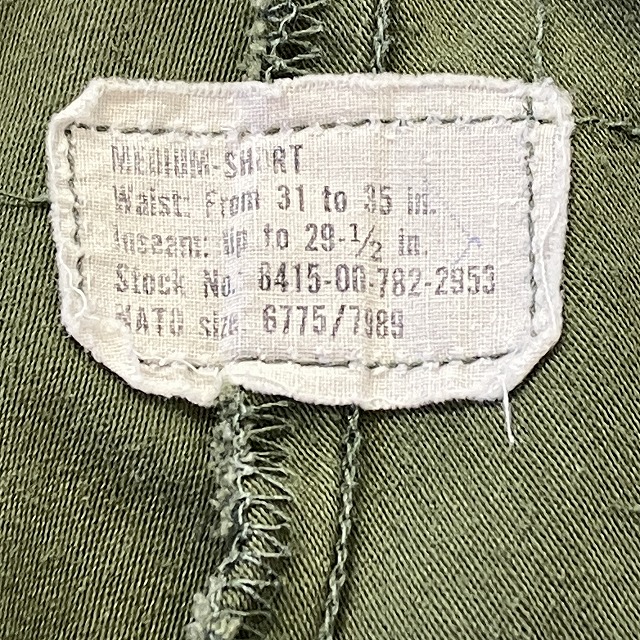 MEDIUM-SHORT
Waist: From 31 to 35 in.
Inseam: Up to 29-1/2 in.
Stock No. 8415-00-782-2953
NATO size. 6775/7989